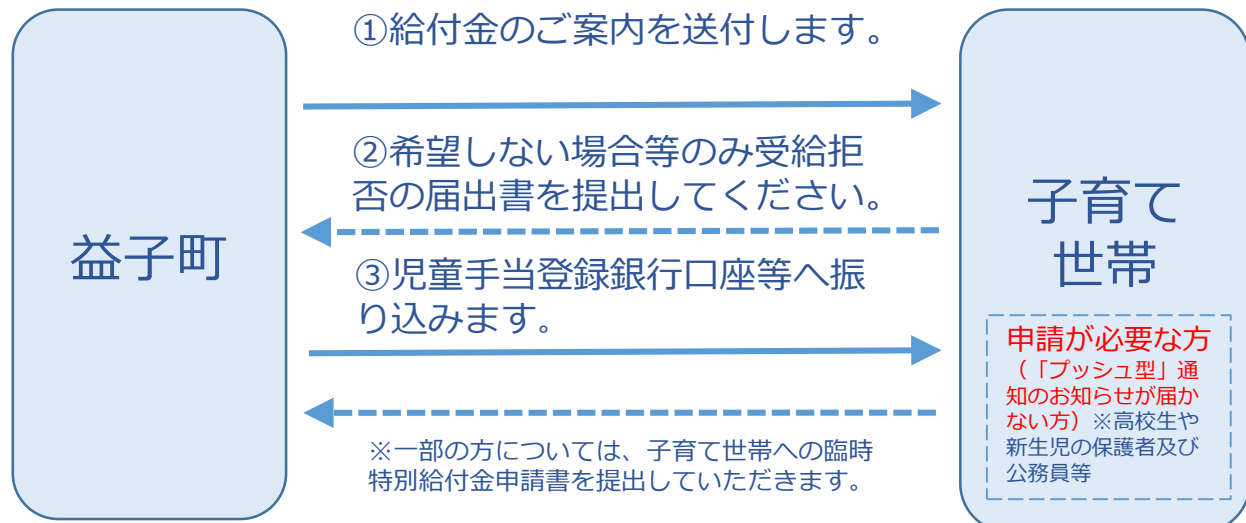 益子町
①給付金のご案内を送付します。
②希望しない場合等のみ受給拒
否の届出書を提出してください。
③児童手当登録銀行口座等へ振
り込みます。
※一部の方については、子育て世帯への臨時
特別給付金申請書を提出していただきます。
子育て
世帯
申請が必要な方
（「プッシュ型」通
知のお知らせが届か
ない方）※高校生や
新生児の保護者及び
公務員等